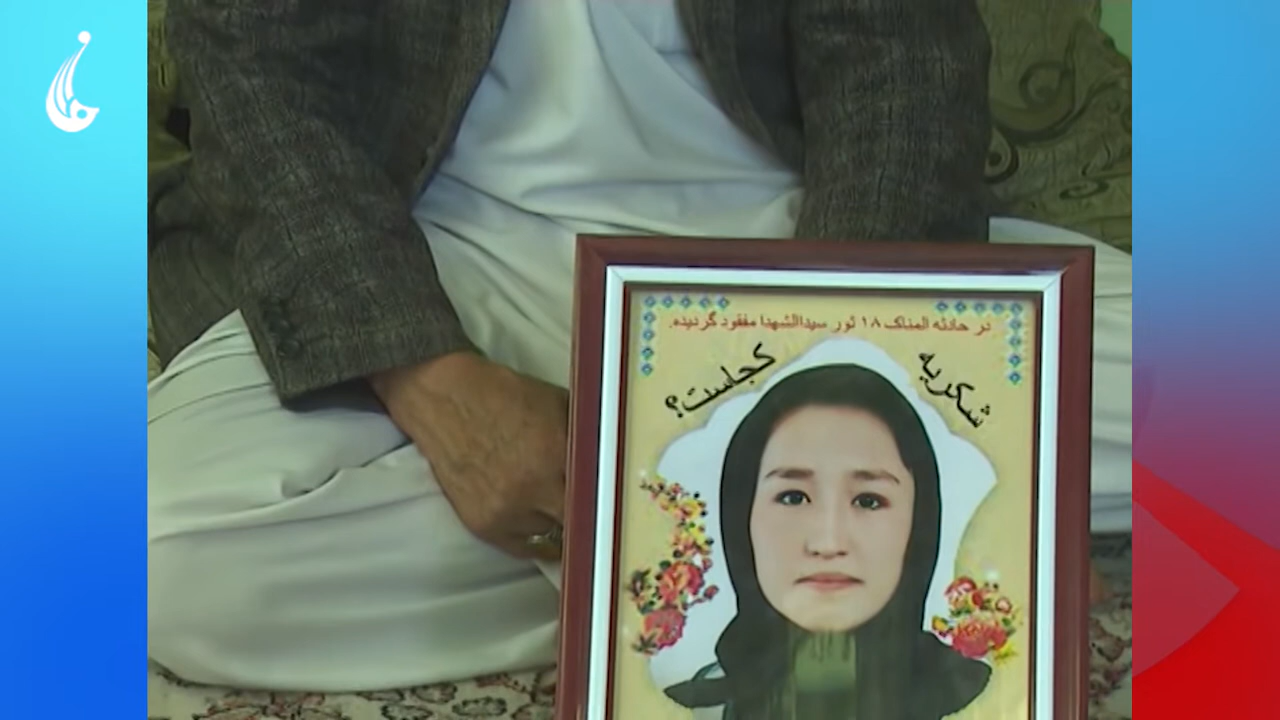 در حادثه المناک ۱۸ ثور سیدالشهدا مفقود گردیده.
شکریه کجاست؟